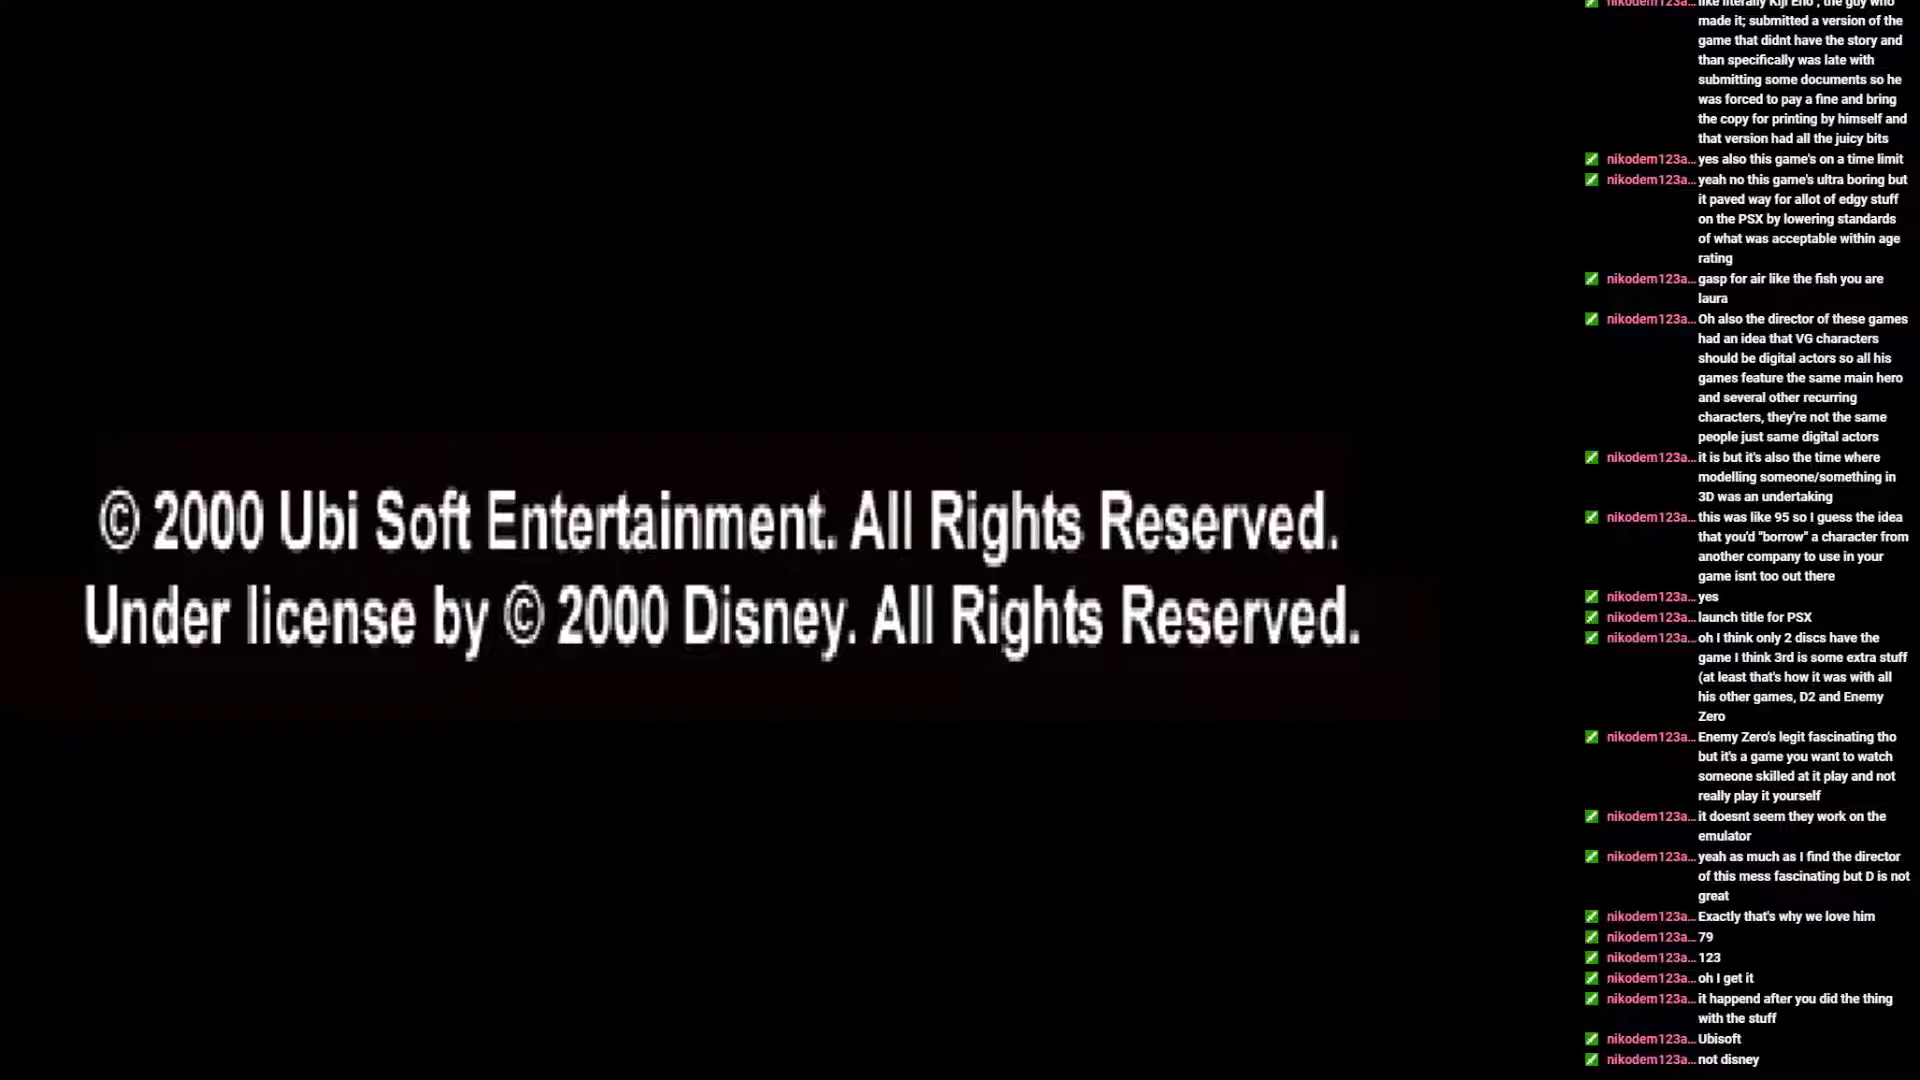 © 2000 Ubi Soft Entertainment. All Rights Reserved.
Under license by © 2000 Disney. All Rights Reserved.
nikodem123a... like literally Kiji Eno , the guy who
made it; submitted a version of the
game that didnt have the story and
than specifically was late with
submitting some documents so he
was forced to pay a fine and bring
the copy for printing by himself and
that version had all the juicy bits
nikodem123a... yes also this game's on a time limit
nikodem123a... yeah no this game's ultra boring but
it paved way for allot of edgy stuff
on the PSX by lowering standards
of what was acceptable within age
rating
nikodem123a... gasp for air like the fish you are
laura
nikodem123a... Oh also the director of these games
had an idea that VG characters
should be digital actors so all his
games feature the same main hero
and several other recurring
characters, they're not the same
people just same digital actors
nikodem123a... it is but it's also the time where
modelling someone/something in
3D was an undertaking
nikodem123a... this was like 95 so I guess the idea
that you'd "borrow" a character from
another company to use in your
game isnt too out there
nikodem123a... yes
nikodem123a... launch title for PSX
nikodem123a... oh I think only 2 discs have the
game I think 3rd is some extra stuff
(at least that's how it was with all
his other games, D2 and Enemy
Zero
nikodem123a... Enemy Zero's legit fascinating tho
but it's a game you want to watch
someone skilled at it play and not
really play it yourself
nikodem123a... it doesnt seem they work on the
emulator
nikodem123a... yeah as much as I find the director
of this mess fascinating but D is not
great
nikodem123a... Exactly that's why we love him
nikodem123a... 79
nikodem123a... 123
nikodem123a... oh I get it
nikodem123a... it happend after you did the thing
with the stuff
nikodem123a... Ubisoft
nikodem123a... not disney